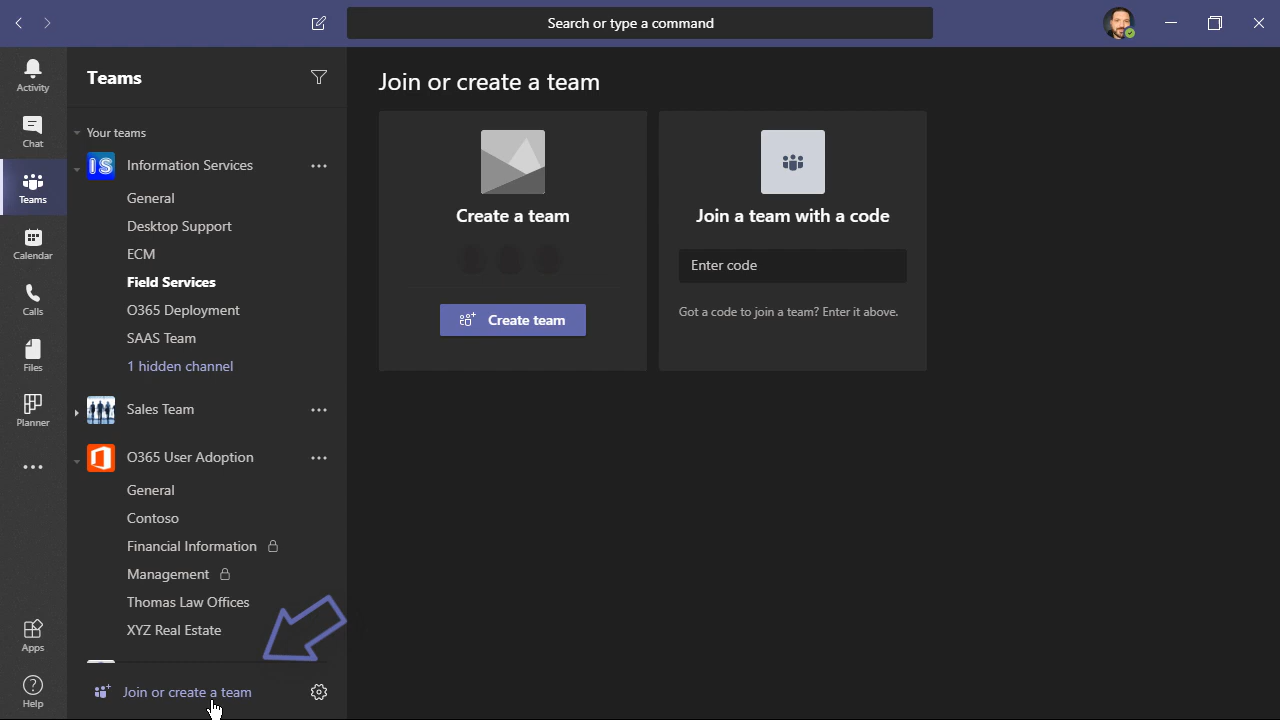 Search or type a command
Activity
Chat
Teams
Calendar
Calls
Files
Planner
Apps
Help
Teams
Your teams
IS Information Services
General
Desktop Support
ECM
Field Services
O365 Deployment
SAAS Team
1 hidden channel
Sales Team
O365 User Adoption
General
Contoso
Financial Information
Management
Thomas Law Offices
XYZ Real Estate
Join or create a team
Join or create a team
Create a team
Create team
Join a team with a code
Enter code
Got a code to join a team? Enter it above.